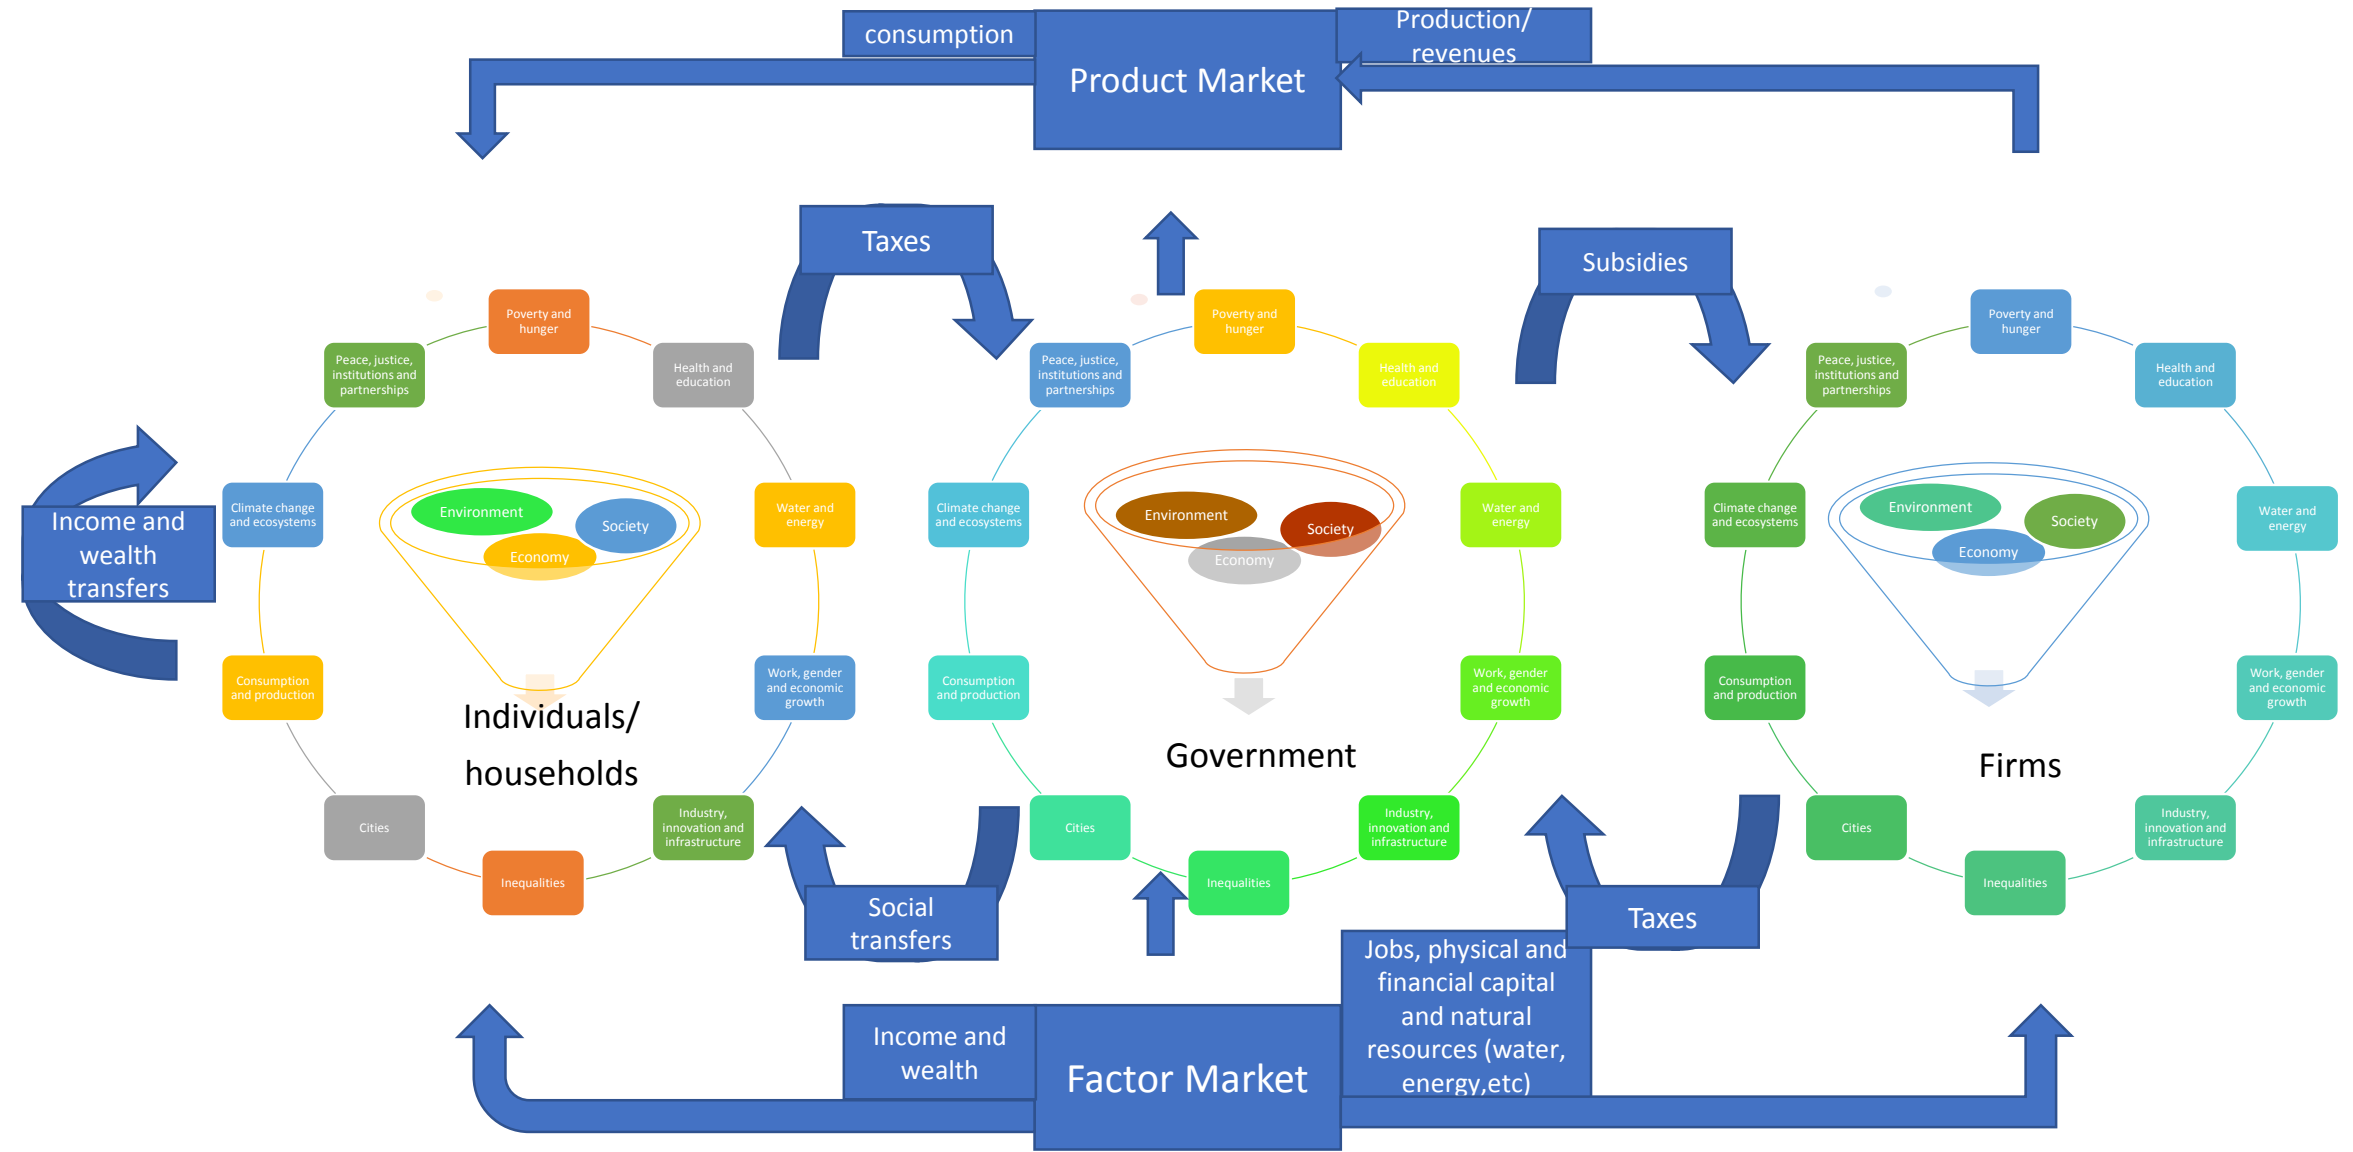 consumption
Product Market
Production/
revenues
Taxes
Subsidies
Income and
wealth
transfers
Poverty and
hunger
Health and
education
Water and
energy
Work, gender
and economic
growth
Industry,
innovation and
infrastructure
Inequalities
Cities
Consumption
and production
Climate change
and ecosystems
Peace, justice,
institutions and
partnerships
Environment
Society
Economy
Individuals/
households
Poverty and
hunger
Health and
education
Water and
energy
Work, gender
and economic
growth
Industry,
innovation and
infrastructure
Inequalities
Cities
Consumption
and production
Climate change
and ecosystems
Peace, justice,
institutions and
partnerships
Environment
Society
Economy
Government
Poverty and
hunger
Health and
education
Water and
energy
Work, gender
and economic
growth
Industry,
innovation and
infrastructure
Inequalities
Cities
Consumption
and production
Climate change
and ecosystems
Peace, justice,
institutions and
partnerships
Environment
Society
Economy
Firms
Social
transfers
Taxes
Income and
wealth
Factor Market
Jobs, physical and
financial capital
and natural
resources (water,
energy,etc)